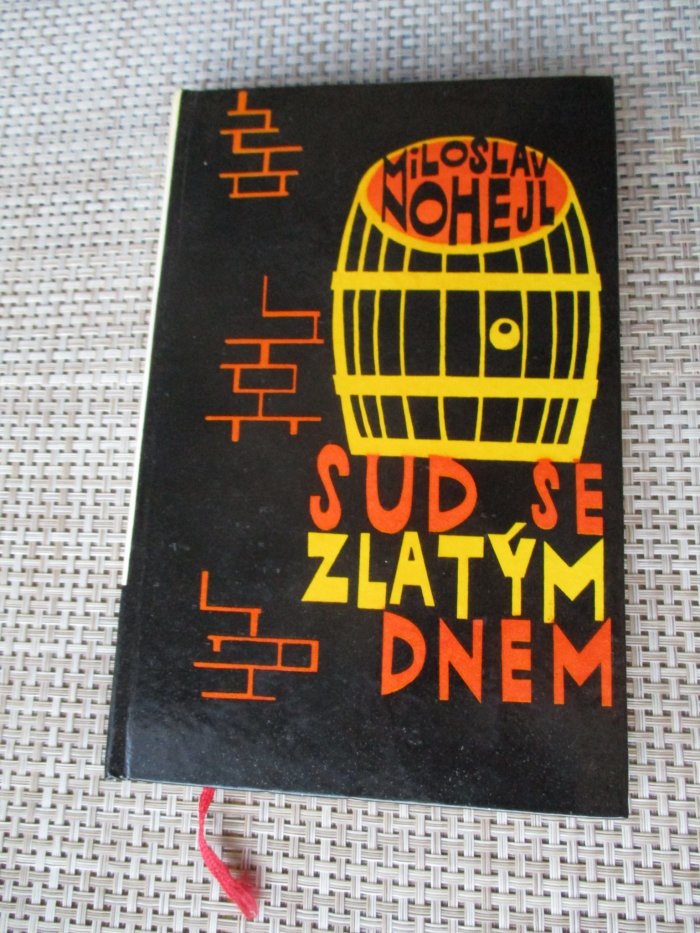 MiLOSLAV
NOHEJL
SUD SE
ZLATÝM
DNEM